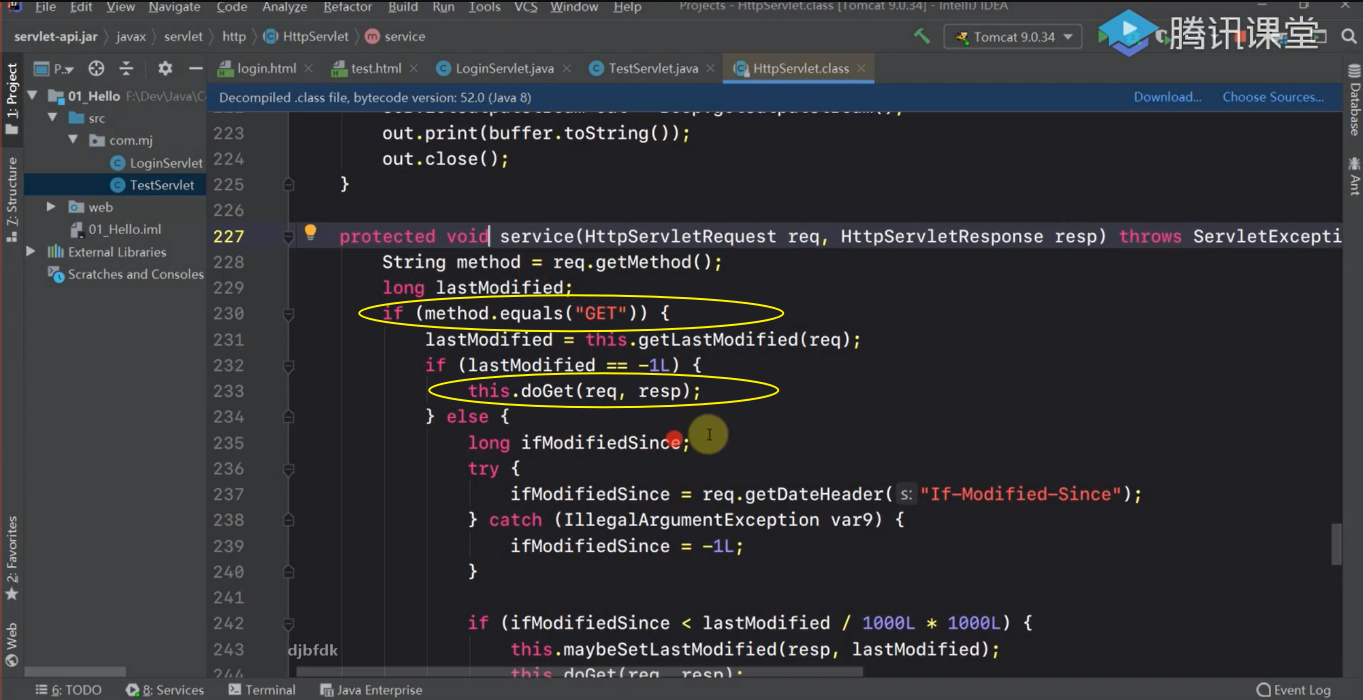 File Edit View Navigate Code Analyze Refactor Build Run Tools VCS Window Help Projects - HttpServlet.class [Tomcat 9.0.34] - IntelliJ IDEA
servlet-api.jar javax servlet http HttpServlet service Tomcat 9.0.34
腾讯课堂
P.. login.html test.html LoginServlet.java TestServlet.java HttpServlet.class
1: Project
Z: Structure
2: Favorites
Web
Database
Ant
01_Hello F:\Dev\Java\C
src
com.mj
LoginServlet
TestServlet
web
01_Hello.iml
External Libraries
Scratches and Consoles
Decompiled .class file, bytecode version: 52.0 (Java 8) Download... Choose Sources...
223 out.print(buffer.toString());
224 out.close();
225 }
226
227 protected void service(HttpServletRequest req, HttpServletResponse resp) throws ServletExcepti
228 String method = req.getMethod();
229 long lastModified;
230 if (method.equals("GET")) {
231 lastModified = this.getLastModified(req);
232 if (lastModified == -1L) {
233 this.doGet(req, resp);
234 } else {
235 long ifModifiedSince;
236 try {
237 ifModifiedSince = req.getDateHeader( s: "If-Modified-Since");
238 } catch (IllegalArgumentException var9) {
239 ifModifiedSince = -1L;
240 }
241
242 if (ifModifiedSince < lastModified / 1000L * 1000L) {
243 djbfdk this.maybeSetLastModified(resp, lastModified);
244 this.doGet(req, resp);
6: TODO 8: Services Terminal Java Enterprise Event Log